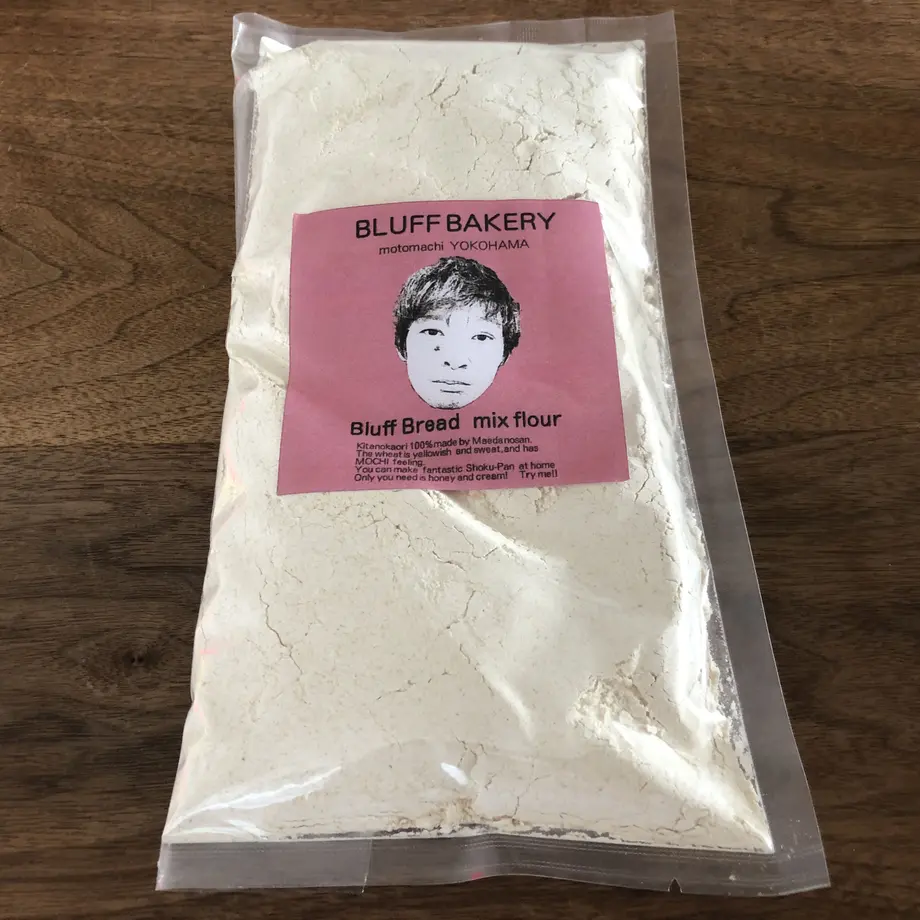 BLUFF BAKERY
motomachi YOKOHAMA
Bluff Bread mix flour
Kitanokaori 100% made by Maedanosan.
The wheat is yellowish and sweat,and has
MOCHI feeling.
You can make fantastic Shoku-Pan at home
Only you need is honey and cream! Try me!!